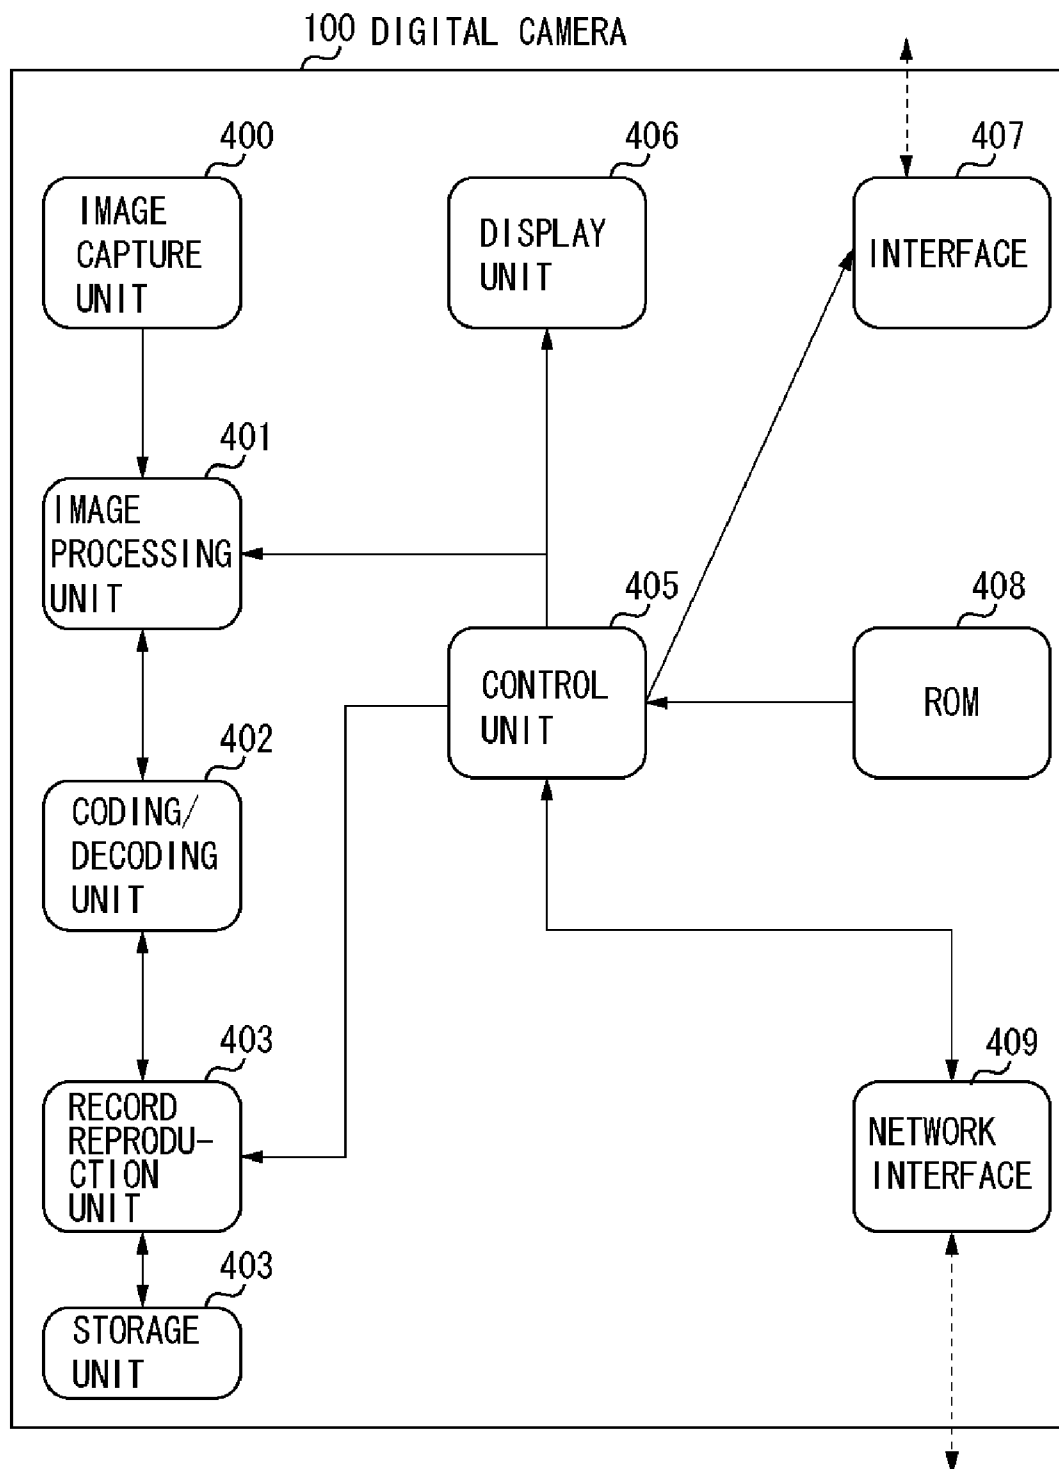 100 DIGITAL CAMERA
400
IMAGE
CAPTURE
UNIT
406
DISPLAY
UNIT
407
INTERFACE
401
IMAGE
PROCESSING
UNIT
405
CONTROL
UNIT
408
ROM
402
CODING/
DECODING
UNIT
403
RECORD
REPRODU-
CTION
UNIT
409
NETWORK
INTERFACE
403
STORAGE
UNIT